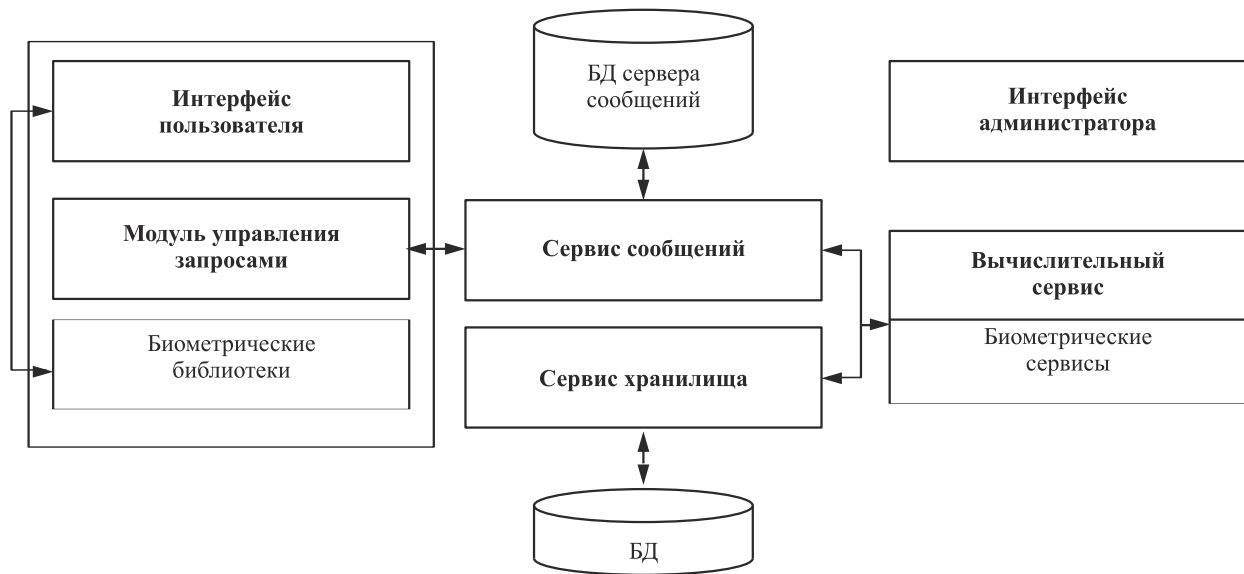 Интерфейс
пользователя
Модуль управления
запросами
Биометрические
библиотеки
БД сервера
сообщений
Сервис сообщений
Сервис хранилища
БД
Интерфейс
администратора
Вычислительный
сервис
Биометрические
сервисы